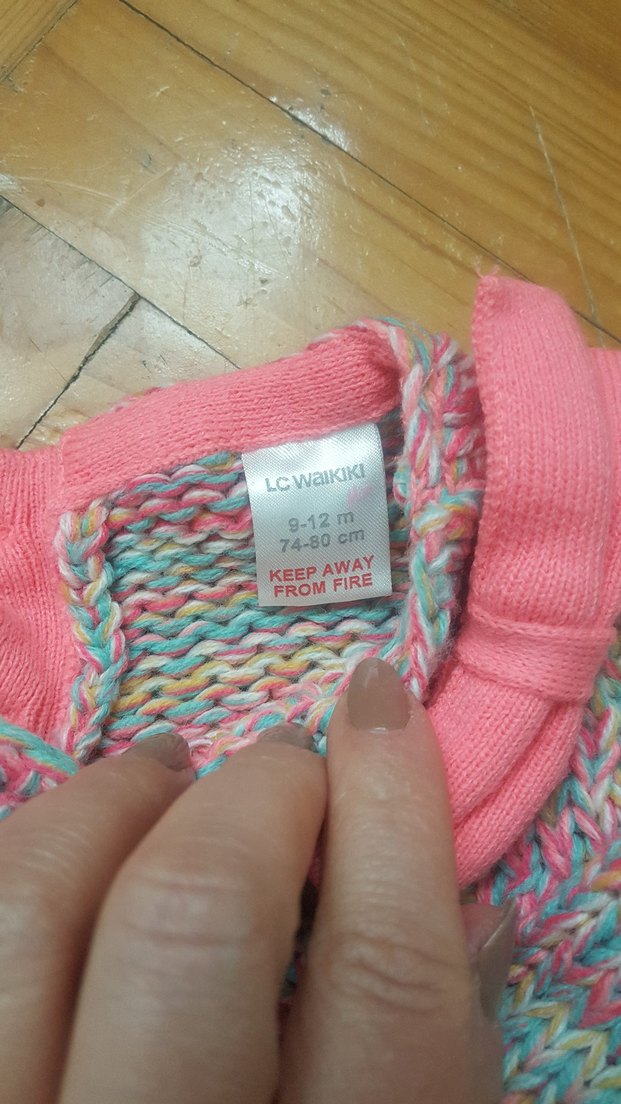 LC WAIKIKI
9-12 m
74-80 cm
KEEP AWAY
FROM FIRE